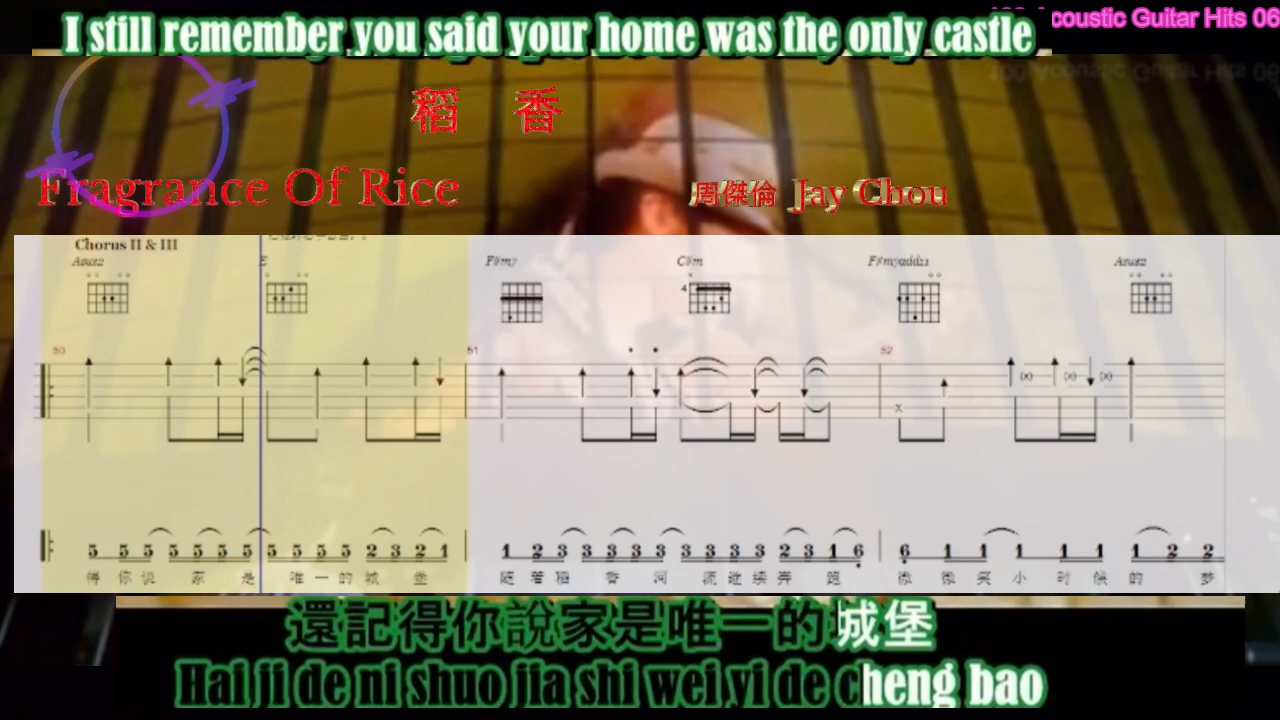 I still remember you said your home was the only castle
Acoustic Guitar Hits 06
稻 香
Fragrance Of Rice
周傑倫 Jay Chou
Chorus II & III
Asus2 E F#m7 C#m F#m7add11 Asus2
4
50 51 52
X
5 5 5 5 5 5 5 5 5 5 5 2 3 2 1 1 2 3 3 3 3 3 3 3 3 3 2 3 1 6 6 1 1 1 1 1 1 2 2
得 你 说 家 是 唯 一 的 城 堡 随 着 稻 香 河 流 继 续 奔 跑 微 微 笑 小 时 候 的 梦
還記得你說家是唯一的城堡
Hai ji de ni shuo jia shi wei yi de cheng bao